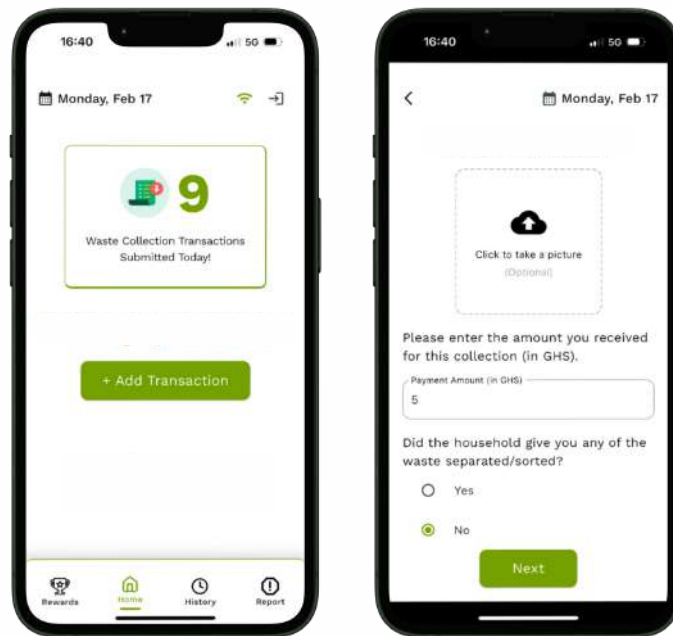 16:40
5G
Monday, Feb 17
9
Waste Collection Transactions
Submitted Today!
+ Add Transaction
Rewards
Home
History
Report
16:40
5G
Monday, Feb 17
Click to take a picture
(Optional)
Please enter the amount you received
for this collection (in GHS).
Payment Amount (in GHS)
5
Did the household give you any of the
waste separated/sorted?
Yes
No
Next